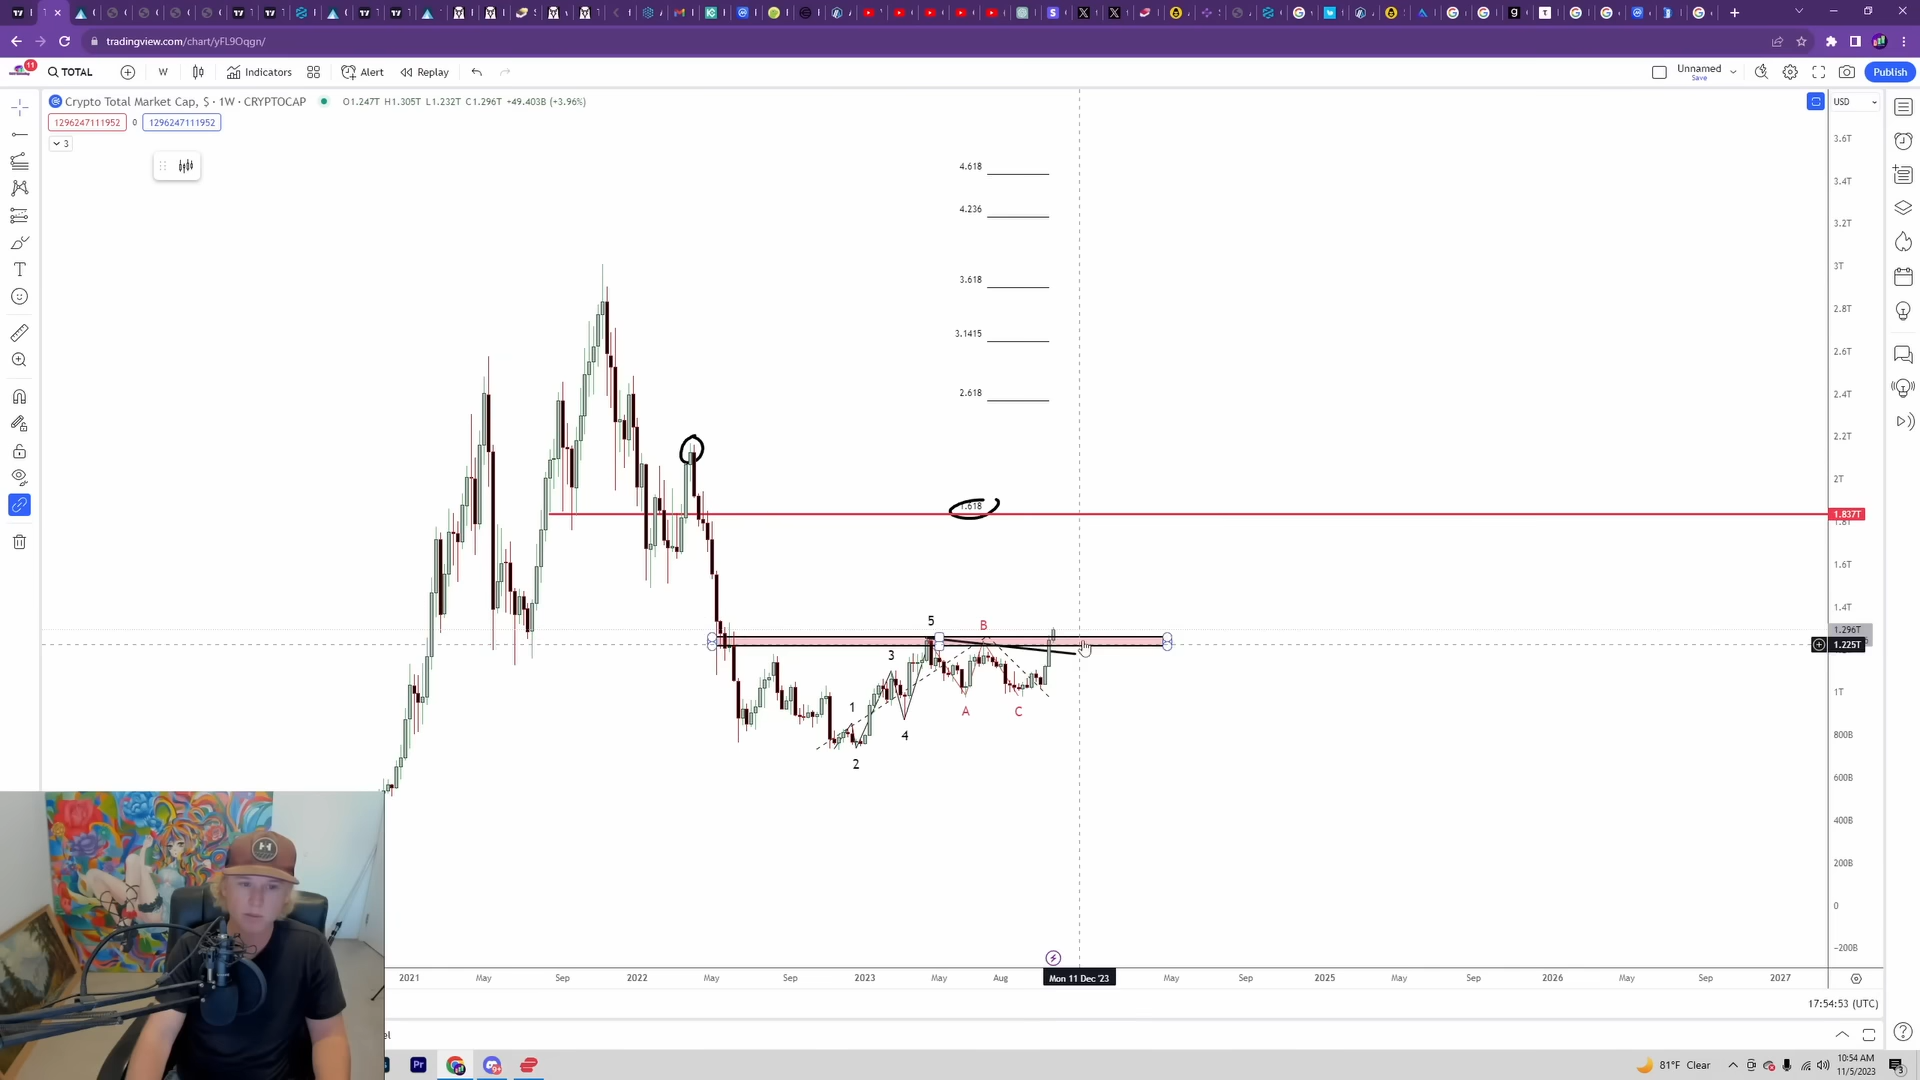 tradingview.com/chart/yFL9Oqgn/
11
TOTAL
W
Indicators
Alert
Replay
Unnamed
Save
Publish
Crypto Total Market Cap, $ · 1W · CRYPTOCAP
O1.247T H1.305T L1.232T C1.296T +49.403B (+3.96%)
USD
1296247111952
0
1296247111952
3
3.6T
4.618
3.4T
4.236
3.2T
3T
3.618
2.8T
3.1415
2.6T
2.618
2.4T
2.2T
2T
1.618
1.837T
1.6T
1.4T
5
B
1.296T
1.225T
3
1T
1
A
C
4
800B
2
600B
400B
200B
0
−200B
2021
May
Sep
2022
May
Sep
2023
May
Aug
Mon 11 Dec '23
May
Sep
2025
May
Sep
2026
May
Sep
2027
17:54:53 (UTC)
el
Pr
9+
81°F Clear
10:54 AM
11/5/2023
3